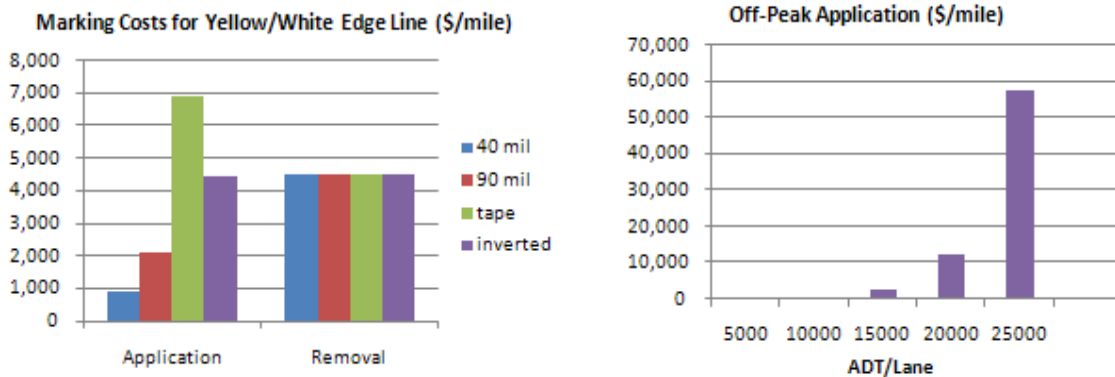 Marking Costs for Yellow/White Edge Line ($/mile)
8,000
7,000
6,000
5,000
4,000
3,000
2,000
1,000
0
Application Removal
40 mil
90 mil
tape
inverted
Off-Peak Application ($/mile)
70,000
60,000
50,000
40,000
30,000
20,000
10,000
0
5000 10000 15000 20000 25000
ADT/Lane